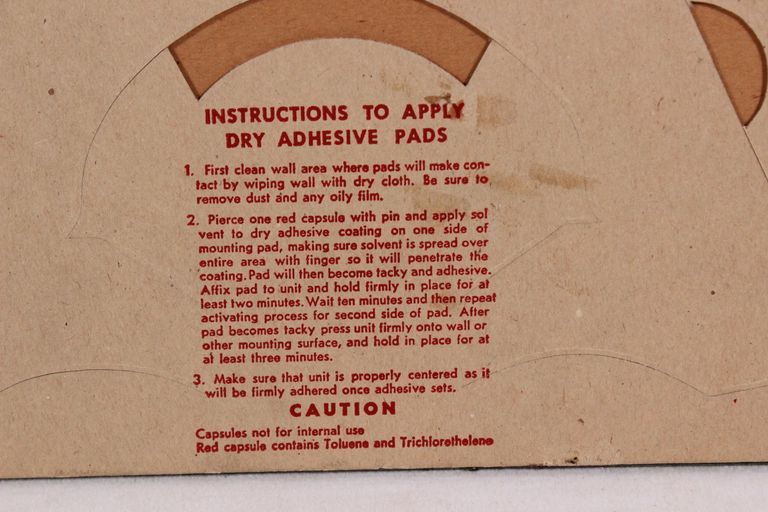 INSTRUCTIONS TO APPLY
DRY ADHESIVE PADS
1. First clean wall area where pads will make con-
tact by wiping wall with dry cloth. Be sure to
remove dust and any oily film.
2. Pierce one red capsule with pin and apply sol
vent to dry adhesive coating on one side of
mounting pad, making sure solvent is spread over
entire area with finger so it will penetrate the
coating. Pad will then become tacky and adhesive.
Affix pad to unit and hold firmly in place for at
least two minutes. Wait ten minutes and then repeat
activating process for second side of pad. After
pad becomes tacky press unit firmly onto wall or
other mounting surface, and hold in place for at
at least three minutes.
3. Make sure that unit is properly centered as it
will be firmly adhered once adhesive sets.
CAUTION
Capsules not for internal use
Red capsule contains Toluene and Trichlorethelene